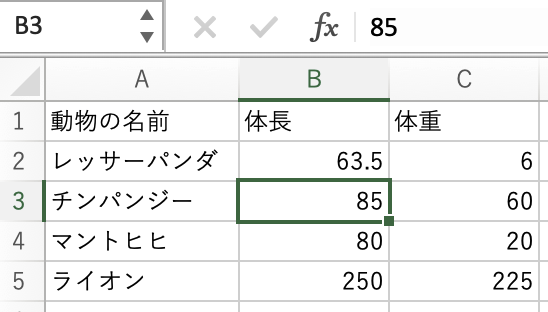 B3 fx 85
A B C
1 動物の名前 体長 体重
2 レッサーパンダ 63.5 6
3 チンパンジー 85 60
4 マントヒヒ 80 20
5 ライオン 250 225